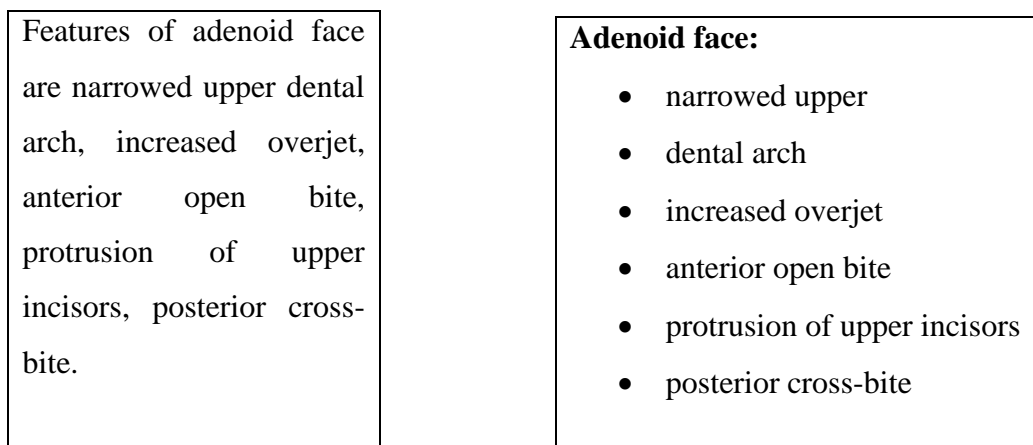 Features of adenoid face
are narrowed upper dental
arch, increased overjet,
anterior open bite,
protrusion of upper
incisors, posterior cross-
bite.
Adenoid face:
• narrowed upper
• dental arch
• increased overjet
• anterior open bite
• protrusion of upper incisors
• posterior cross-bite